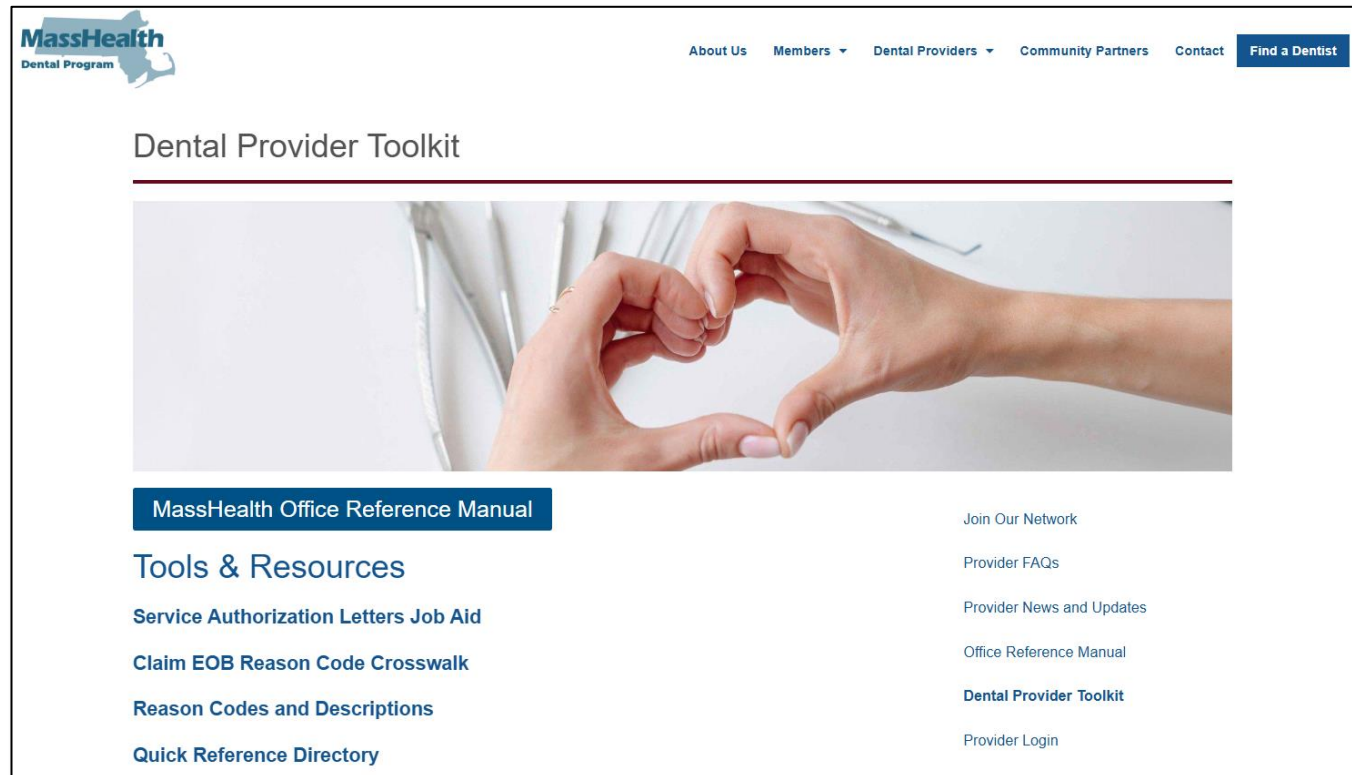 MassHealth
Dental Program
About Us Members Dental Providers Community Partners Contact Find a Dentist
Dental Provider Toolkit
MassHealth Office Reference Manual
Tools & Resources
Service Authorization Letters Job Aid
Claim EOB Reason Code Crosswalk
Reason Codes and Descriptions
Quick Reference Directory
Join Our Network
Provider FAQs
Provider News and Updates
Office Reference Manual
Dental Provider Toolkit
Provider Login